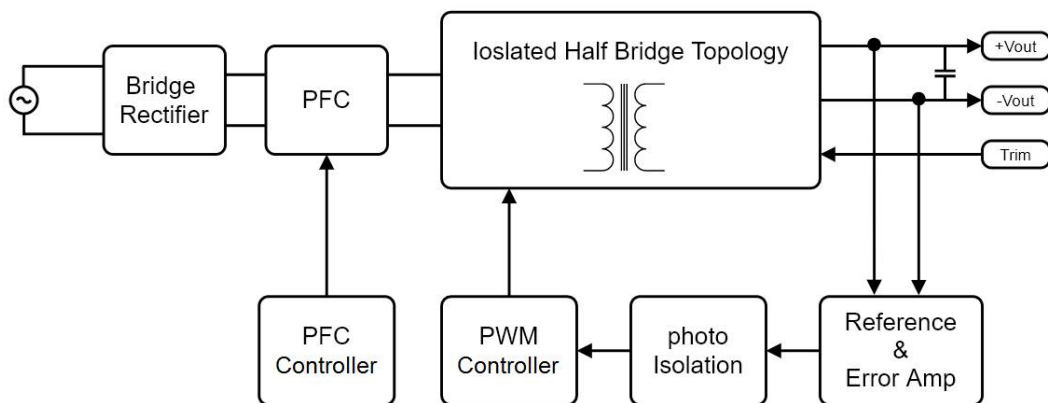 Ioslated Half Bridge Topology
+Vout
Bridge
Rectifier
PFC
-Vout
Trim
PFC
Controller
PWM
Controller
photo
Isolation
Reference
&
Error Amp